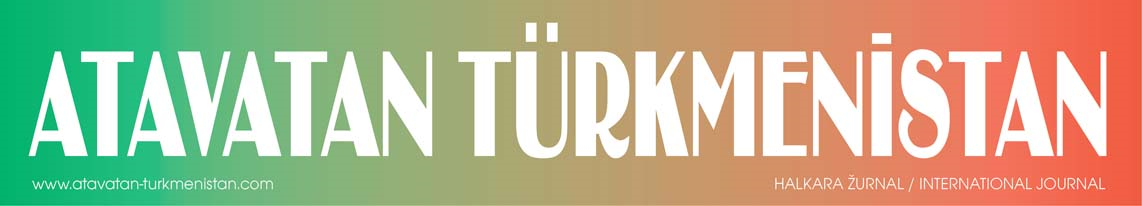 ATAVATAN TÜRKMENİSTAN
www.atavatan-turkmenistan.com
HALKARA ŽURNAL / INTERNATIONAL JOURNAL